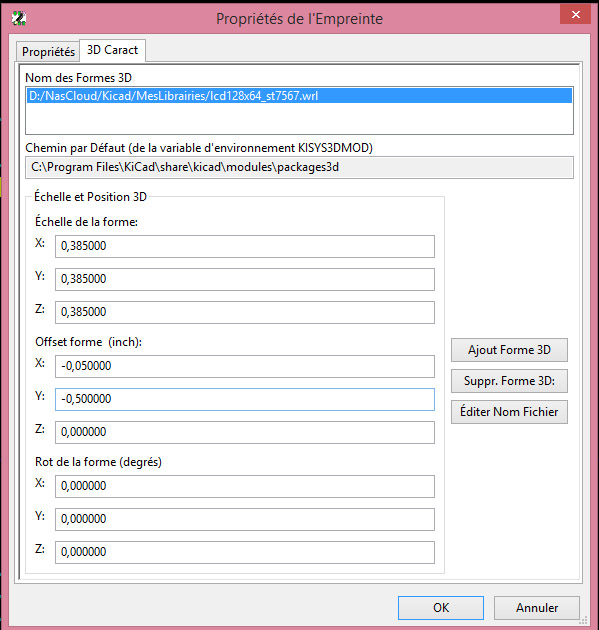 Propriétés de l'Empreinte
Propriétés
3D Caract
Nom des Formes 3D
D:/NasCloud/Kicad/MesLibrairies/lcd128x64_st7567.wrl
Chemin par Défaut (de la variable d'environnement KISYS3DMOD)
C:\Program Files\KiCad\share\kicad\modules\packages3d
Échelle et Position 3D
Échelle de la forme:
X: 0,385000
Y: 0,385000
Z: 0,385000
Offset forme (inch):
X: -0,050000
Y: -0,500000
Z: 0,000000
Rot de la forme (degrés)
X: 0,000000
Y: 0,000000
Z: 0,000000
Ajout Forme 3D
Suppr. Forme 3D:
Éditer Nom Fichier
OK
Annuler